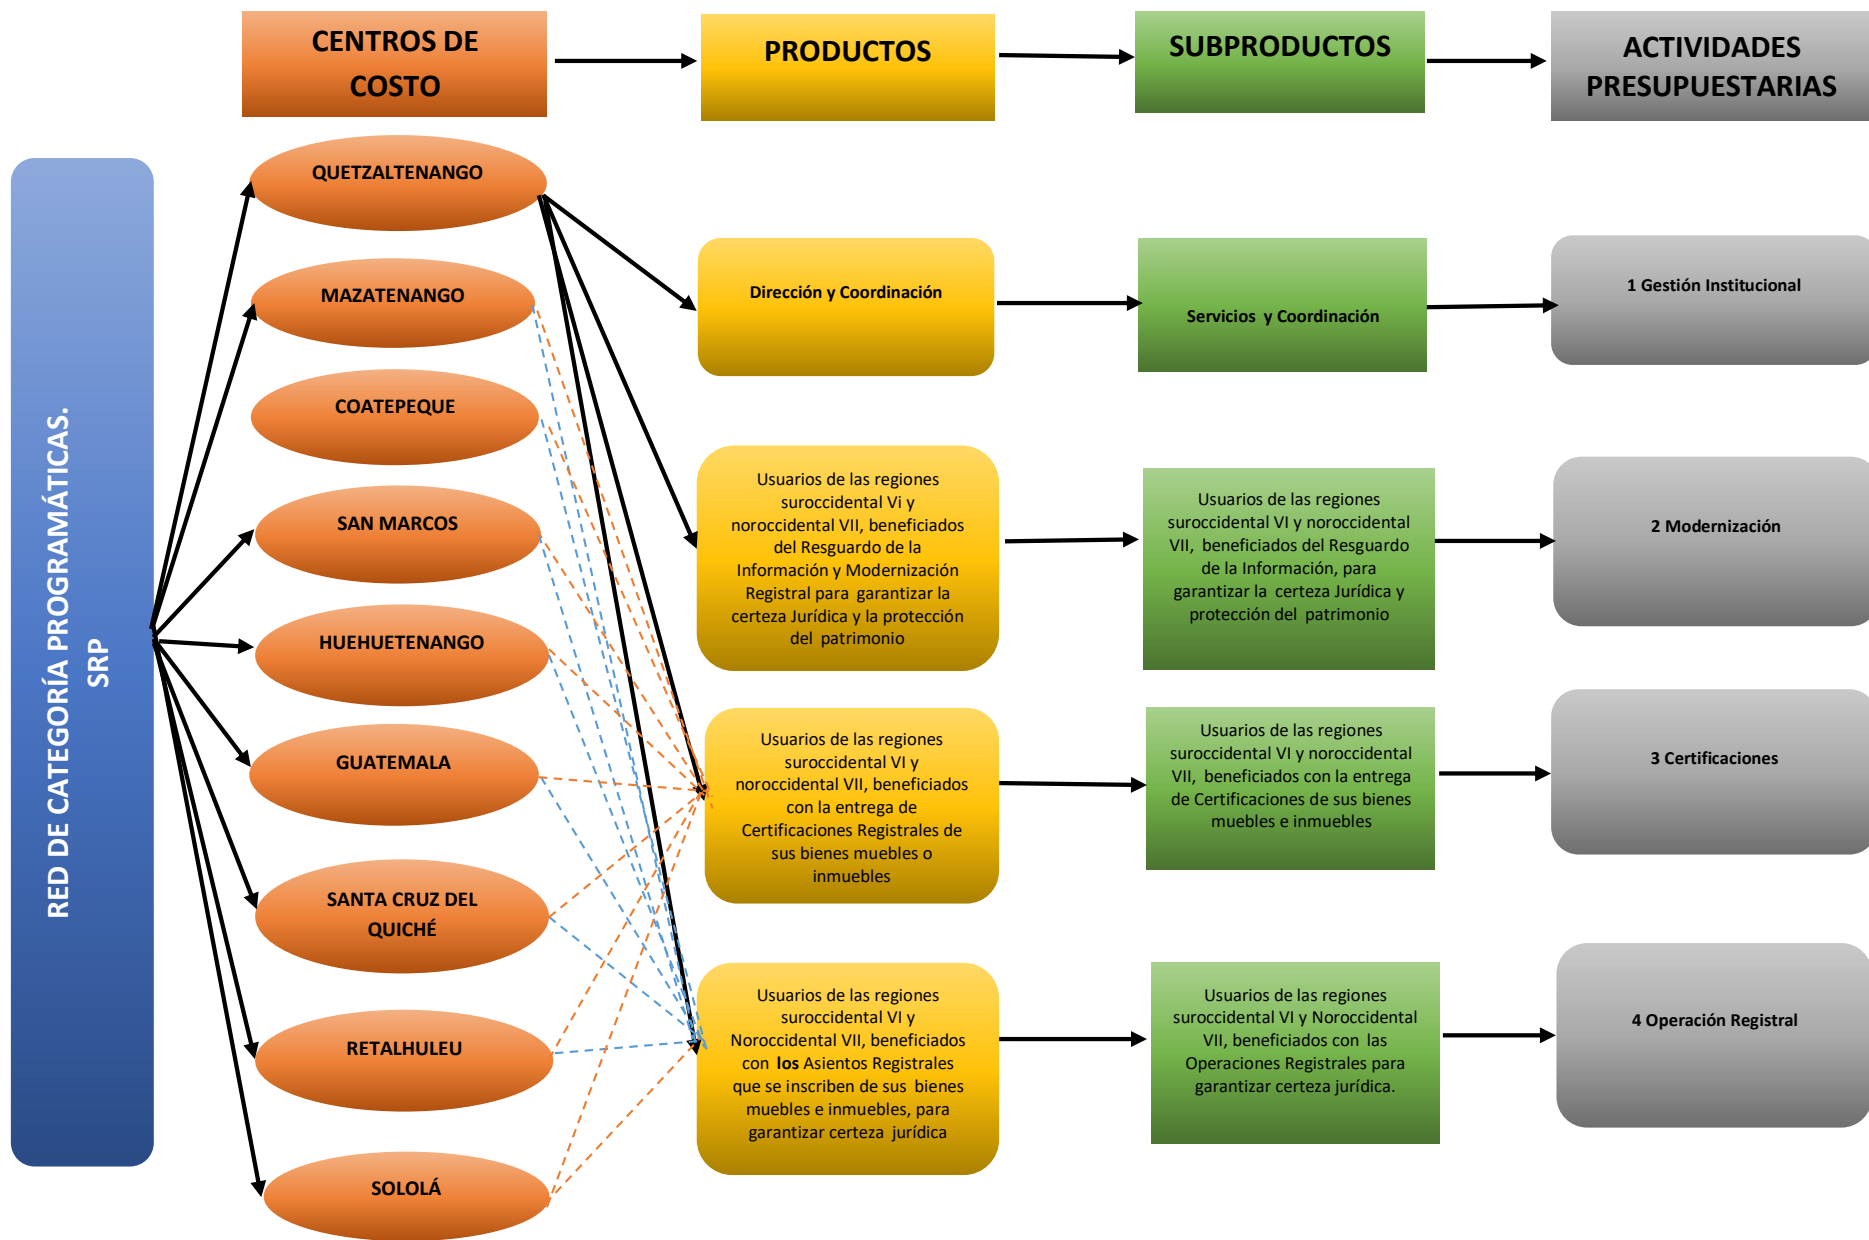 CENTROS DE
COSTO
PRODUCTOS
SUBPRODUCTOS
ACTIVIDADES
PRESUPUESTARIAS
RED DE CATEGORÍA PROGRAMÁTICAS.
SRP
QUETZALTENANGO
MAZATENANGO
COATEPEQUE
SAN MARCOS
HUEHUETENANGO
GUATEMALA
SANTA CRUZ DEL
QUICHÉ
RETALHULEU
SOLOLÁ
Dirección y Coordinación
Servicios y Coordinación
1 Gestión Institucional
Usuarios de las regiones
suroccidental Vi y
noroccidental VII, beneficiados
del Resguardo de la
Información y Modernización
Registral para garantizar la
certeza Jurídica y la protección
del patrimonio
Usuarios de las regiones
suroccidental VI y noroccidental
VII, beneficiados del Resguardo
de la Información, para
garantizar la certeza Jurídica y
protección del patrimonio
2 Modernización
Usuarios de las regiones
suroccidental VI y
noroccidental VII, beneficiados
con la entrega de
Certificaciones Registrales de
sus bienes muebles o
inmuebles
Usuarios de las regiones
suroccidental VI y noroccidental
VII, beneficiados con la entrega
de Certificaciones de sus bienes
muebles e inmuebles
3 Certificaciones
Usuarios de las regiones
suroccidental VI y
Noroccidental VII, beneficiados
con los Asientos Registrales
que se inscriben de sus bienes
muebles e inmuebles, para
garantizar certeza jurídica
Usuarios de las regiones
suroccidental VI y Noroccidental
VII, beneficiados con las
Operaciones Registrales para
garantizar certeza jurídica.
4 Operación Registral